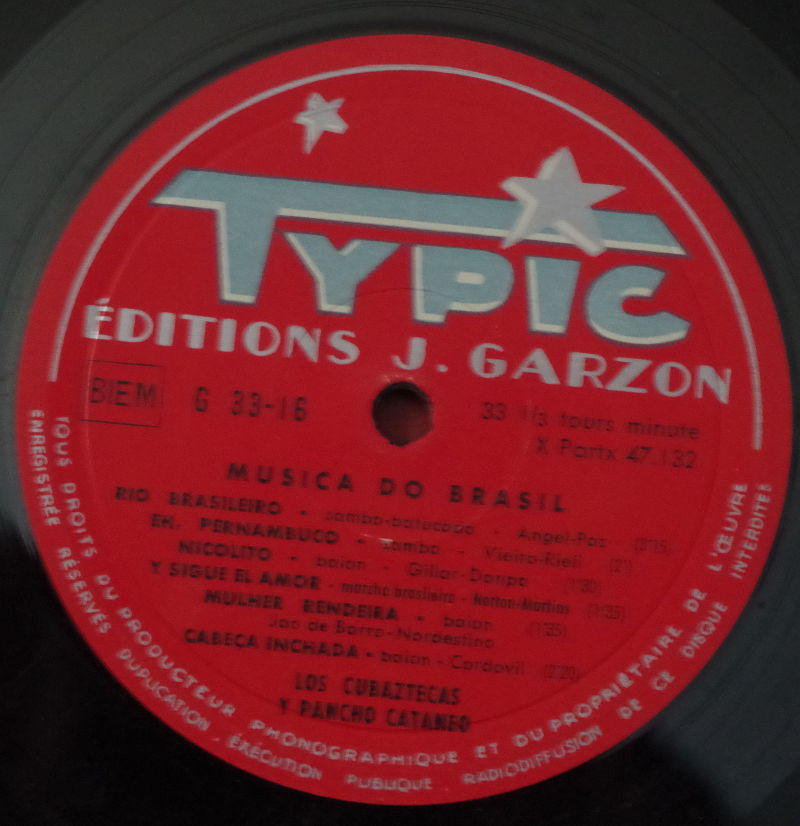 TYPIC
ÉDITIONS J. GARZON
BIEM G 33-16 33 1/3 tours minute
X Partx 47.132
MUSICA DO BRASIL
RIO BRASILEIRO - samba-batucada - Angel-Paz (3'15)
EH, PERNAMBUCO - samba - Vieira-Rieli (2')
NICOLITO - baion - Gillar-Danpa (1'30)
Y SIGUE EL AMOR - marcha brasileira - Notton-Martins (1'35)
MULHER RENDEIRA - baion (1'35)
Jao de Barro-Nordestino
CABEÇA INCHADA - baion - Cordovil (2'20)
LOS CUBAZTECAS
Y PANCHO CATANEO
TOUS DROITS DU PRODUCTEUR PHONOGRAPHIQUE ET DU PROPRIÉTAIRE DE L'ŒUVRE
ENREGISTRÉE RÉSERVÉS DUPLICATION, EXÉCUTION PUBLIQUE RADIODIFFUSION DE CE DISQUE INTERDITES